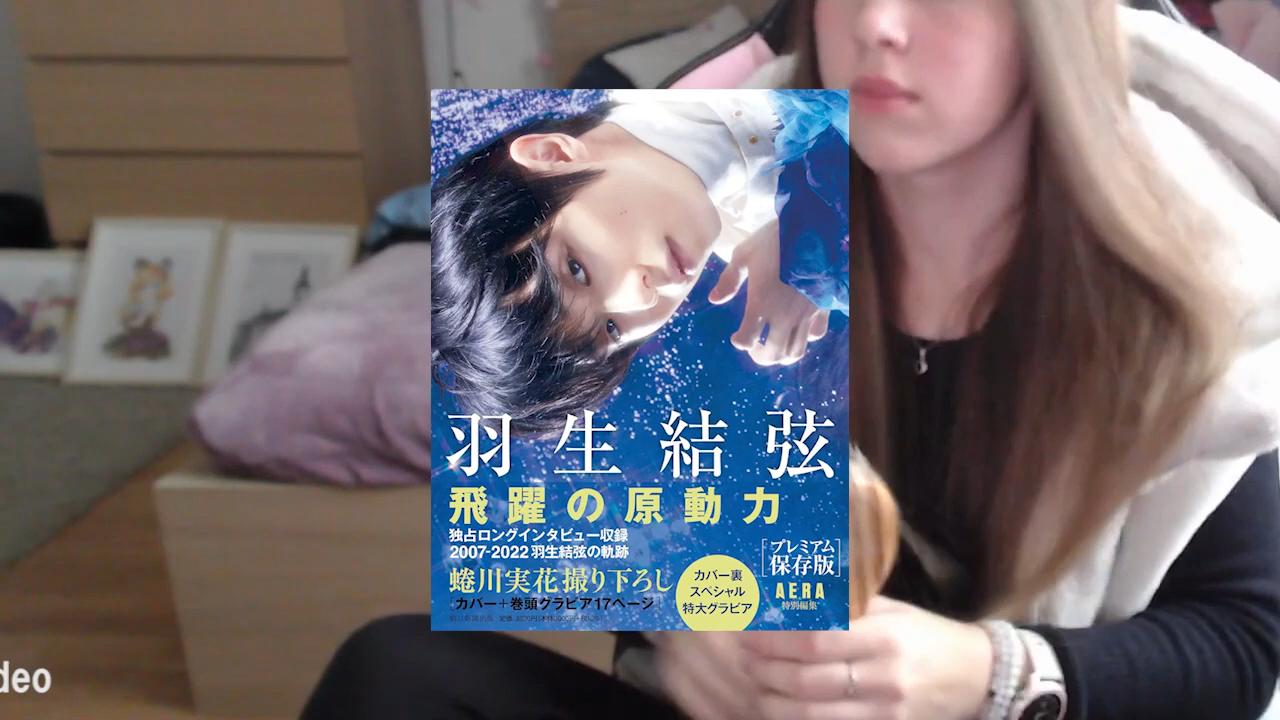 羽生結弦
飛躍の原動力
独占ロングインタビュー収録
2007-2022 羽生結弦の軌跡
蜷川実花撮り下ろし
[カバー+巻頭グラビア17ページ]
カバー裏
スペシャル
特大グラビア
[プレミアム
保存版]
AERA
特別編集
deo